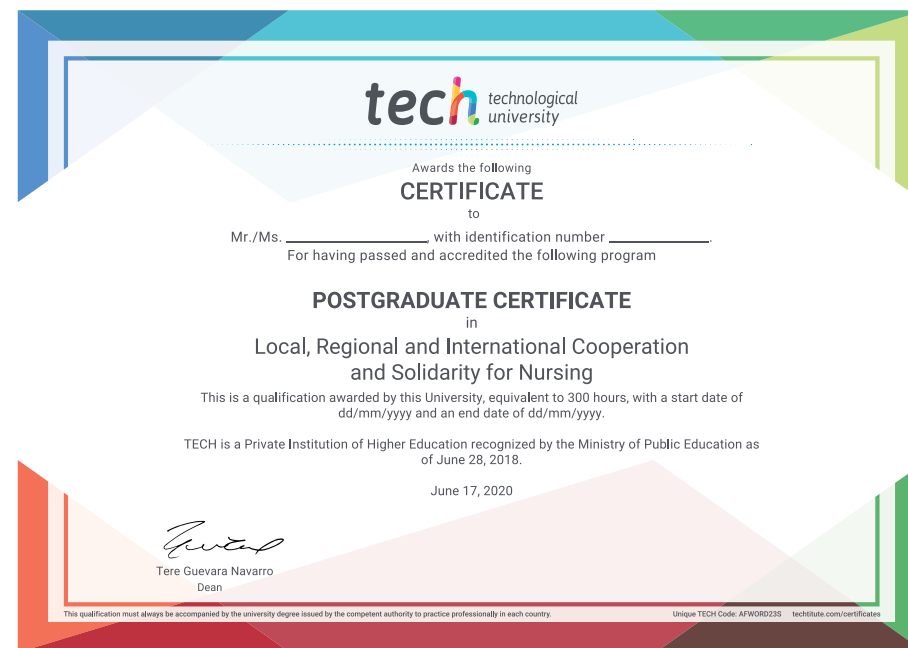 tech technological
university
Awards the following
CERTIFICATE
to
Mr./Ms. ____________________, with identification number ______________.
For having passed and accredited the following program
POSTGRADUATE CERTIFICATE
in
Local, Regional and International Cooperation
and Solidarity for Nursing
This is a qualification awarded by this University, equivalent to 300 hours, with a start date of
dd/mm/yyyy and an end date of dd/mm/yyyy.
TECH is a Private Institution of Higher Education recognized by the Ministry of Public Education as
of June 28, 2018.
June 17, 2020
Tere Guevara Navarro
Dean
This qualification must always be accompanied by the university degree issued by the competent authority to practice professionally in each country. Unique TECH Code: AFWORD23S techtitute.com/certificates